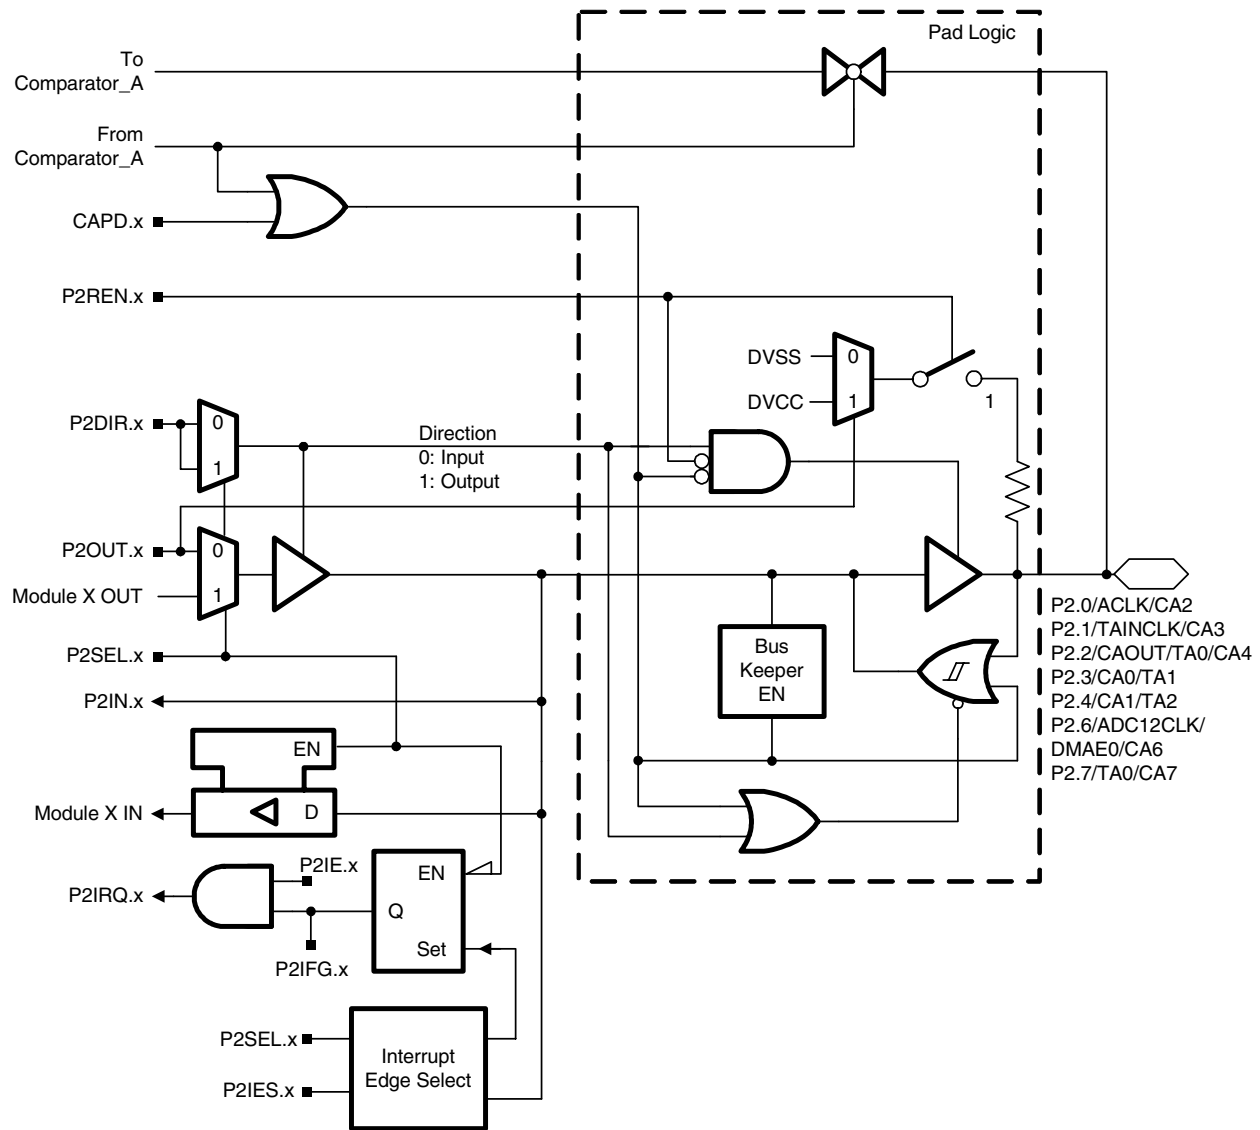 Pad Logic
To
Comparator_A
From
Comparator_A
CAPD.x
P2REN.x
DVSS
0
DVCC
1
1
P2DIR.x
0
1
Direction
0: Input
1: Output
P2OUT.x
0
Module X OUT
1
P2SEL.x
P2IN.x
Bus
Keeper
EN
P2.0/ACLK/CA2
P2.1/TAINCLK/CA3
P2.2/CAOUT/TA0/CA4
P2.3/CA0/TA1
P2.4/CA1/TA2
P2.6/ADC12CLK/
DMAE0/CA6
P2.7/TA0/CA7
EN
Module X IN
D
P2IE.x
EN
P2IRQ.x
Q
Set
P2IFG.x
P2SEL.x
Interrupt
Edge Select
P2IES.x